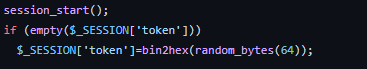 session_start();
if (empty($_SESSION['token']))
  $_SESSION['token']=bin2hex(random_bytes(64));